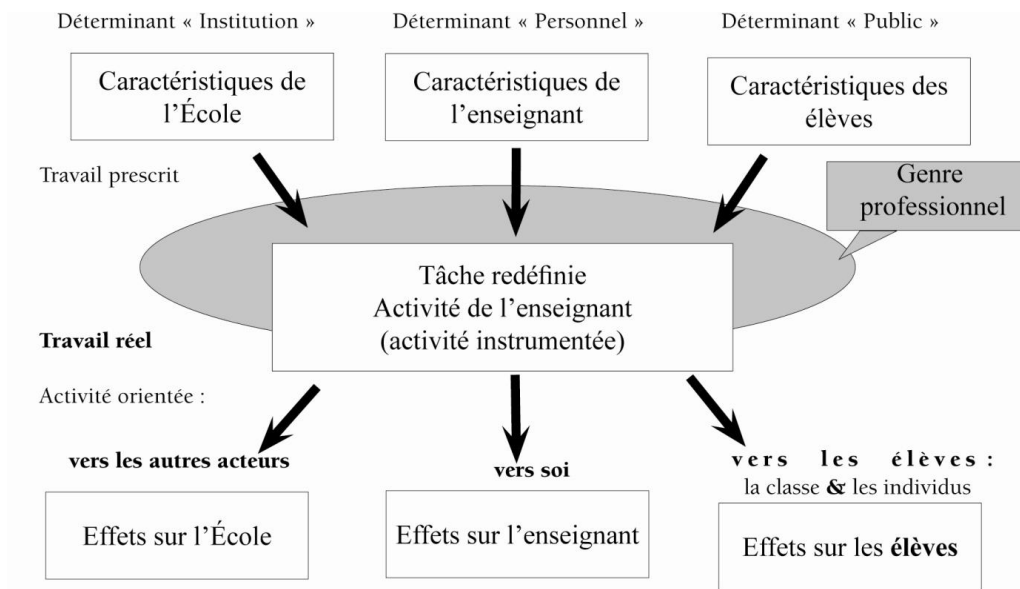 Déterminant « Institution »
Déterminant « Personnel »
Déterminant « Public »
Caractéristiques de
l'École
Caractéristiques de
l'enseignant
Caractéristiques des
élèves
Travail prescrit
Genre
professionnel
Tâche redéfinie
Activité de l'enseignant
(activité instrumentée)
Travail réel
Activité orientée :
vers les autres acteurs
vers soi
vers les élèves :
la classe & les individus
Effets sur l'École
Effets sur l'enseignant
Effets sur les élèves